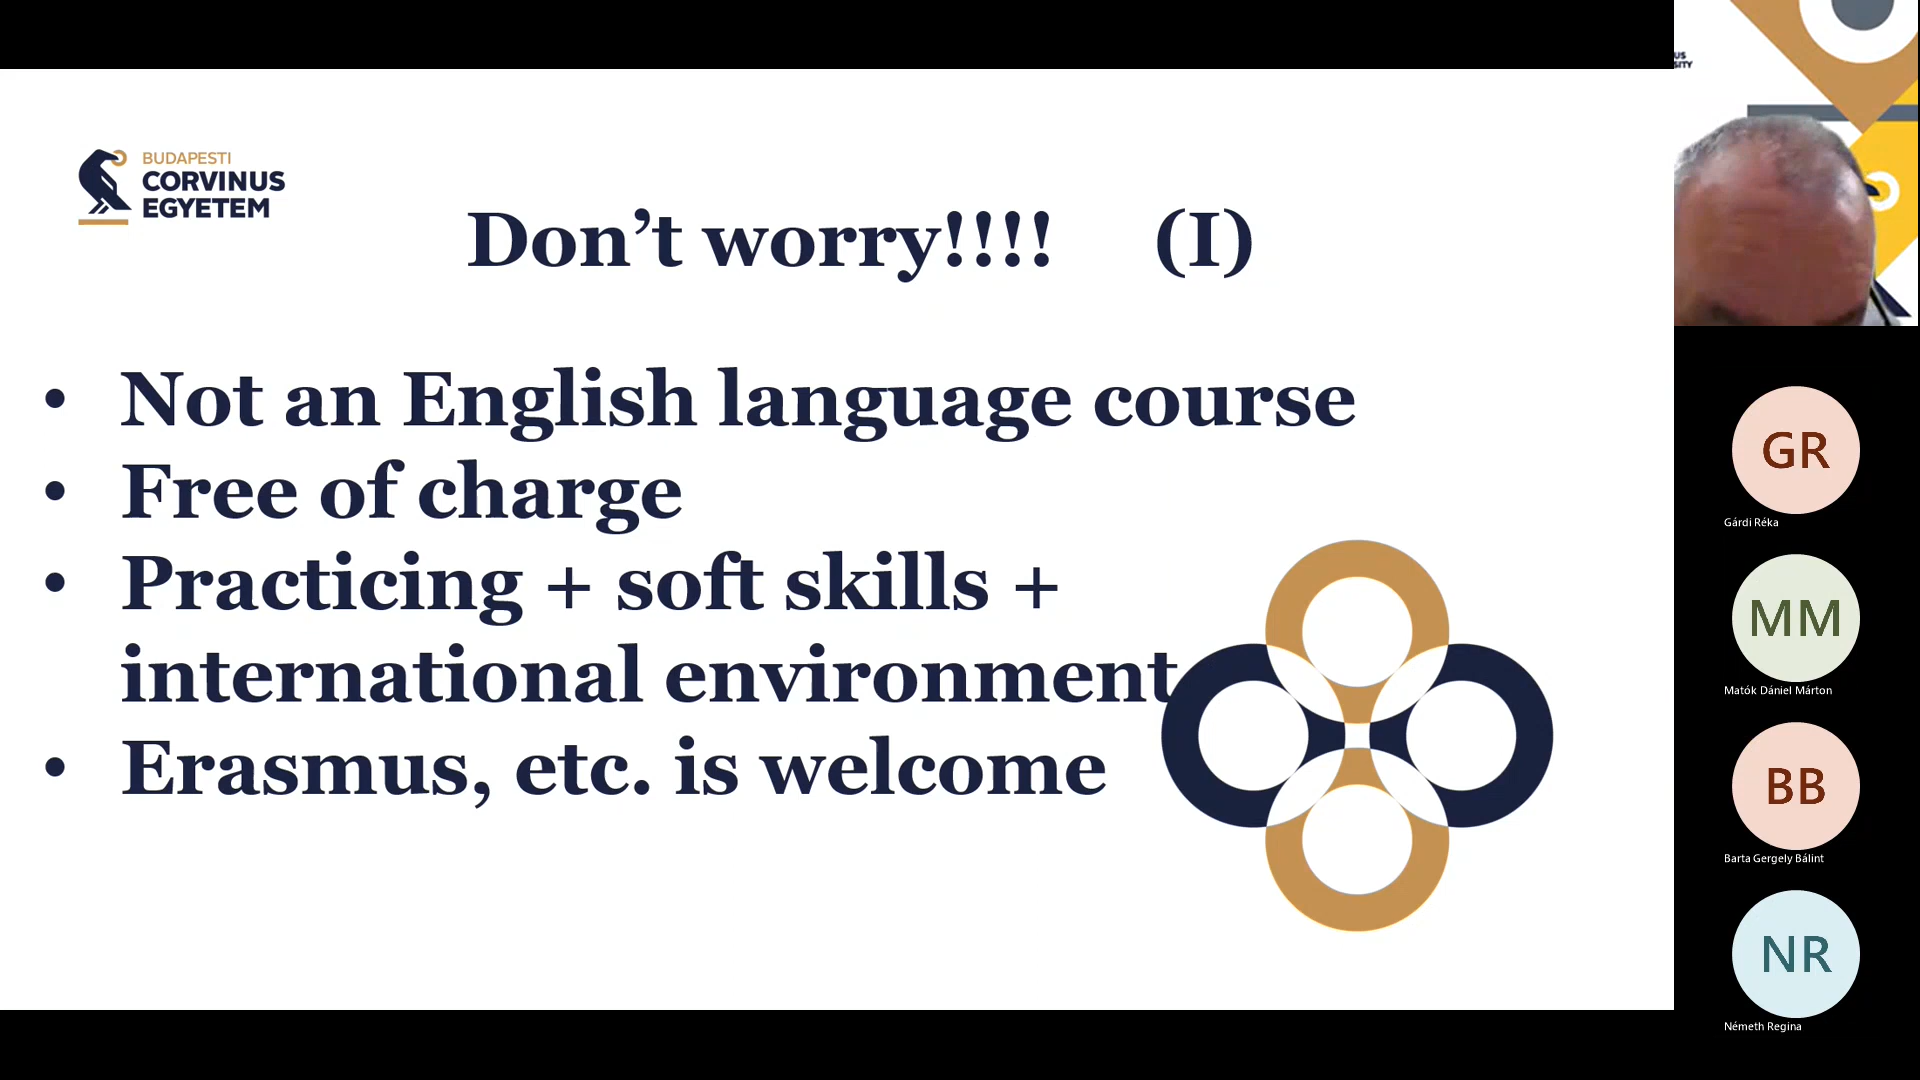 BUDAPESTI
CORVINUS
EGYETEM
Don’t worry!!!! (I)
• Not an English language course
• Free of charge
• Practicing + soft skills +
international environment
• Erasmus, etc. is welcome
GR
Gárdi Réka
MM
Matók Dániel Márton
BB
Barta Gergely Bálint
NR
Németh Regina